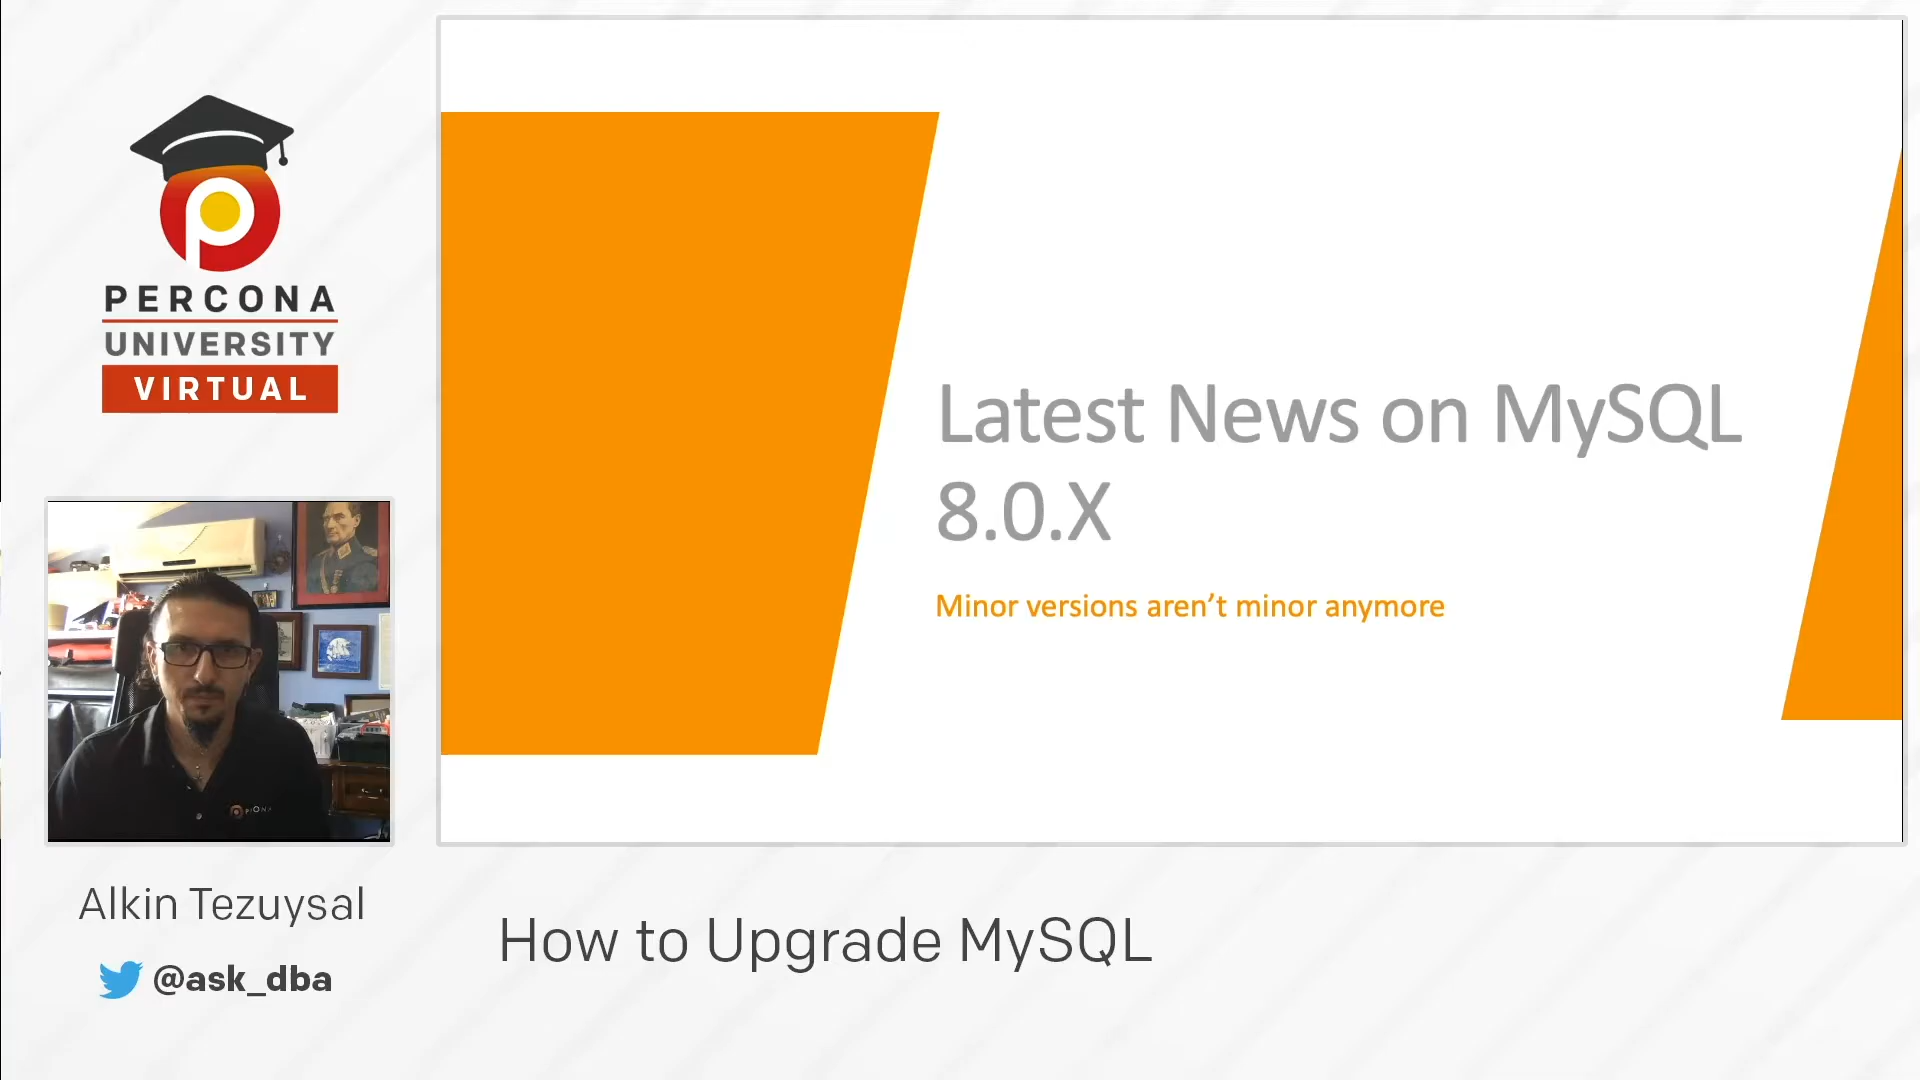 PERCONA
UNIVERSITY
VIRTUAL
Latest News on MySQL
8.0.X
Minor versions aren’t minor anymore
Alkin Tezuysal
@ask_dba
How to Upgrade MySQL